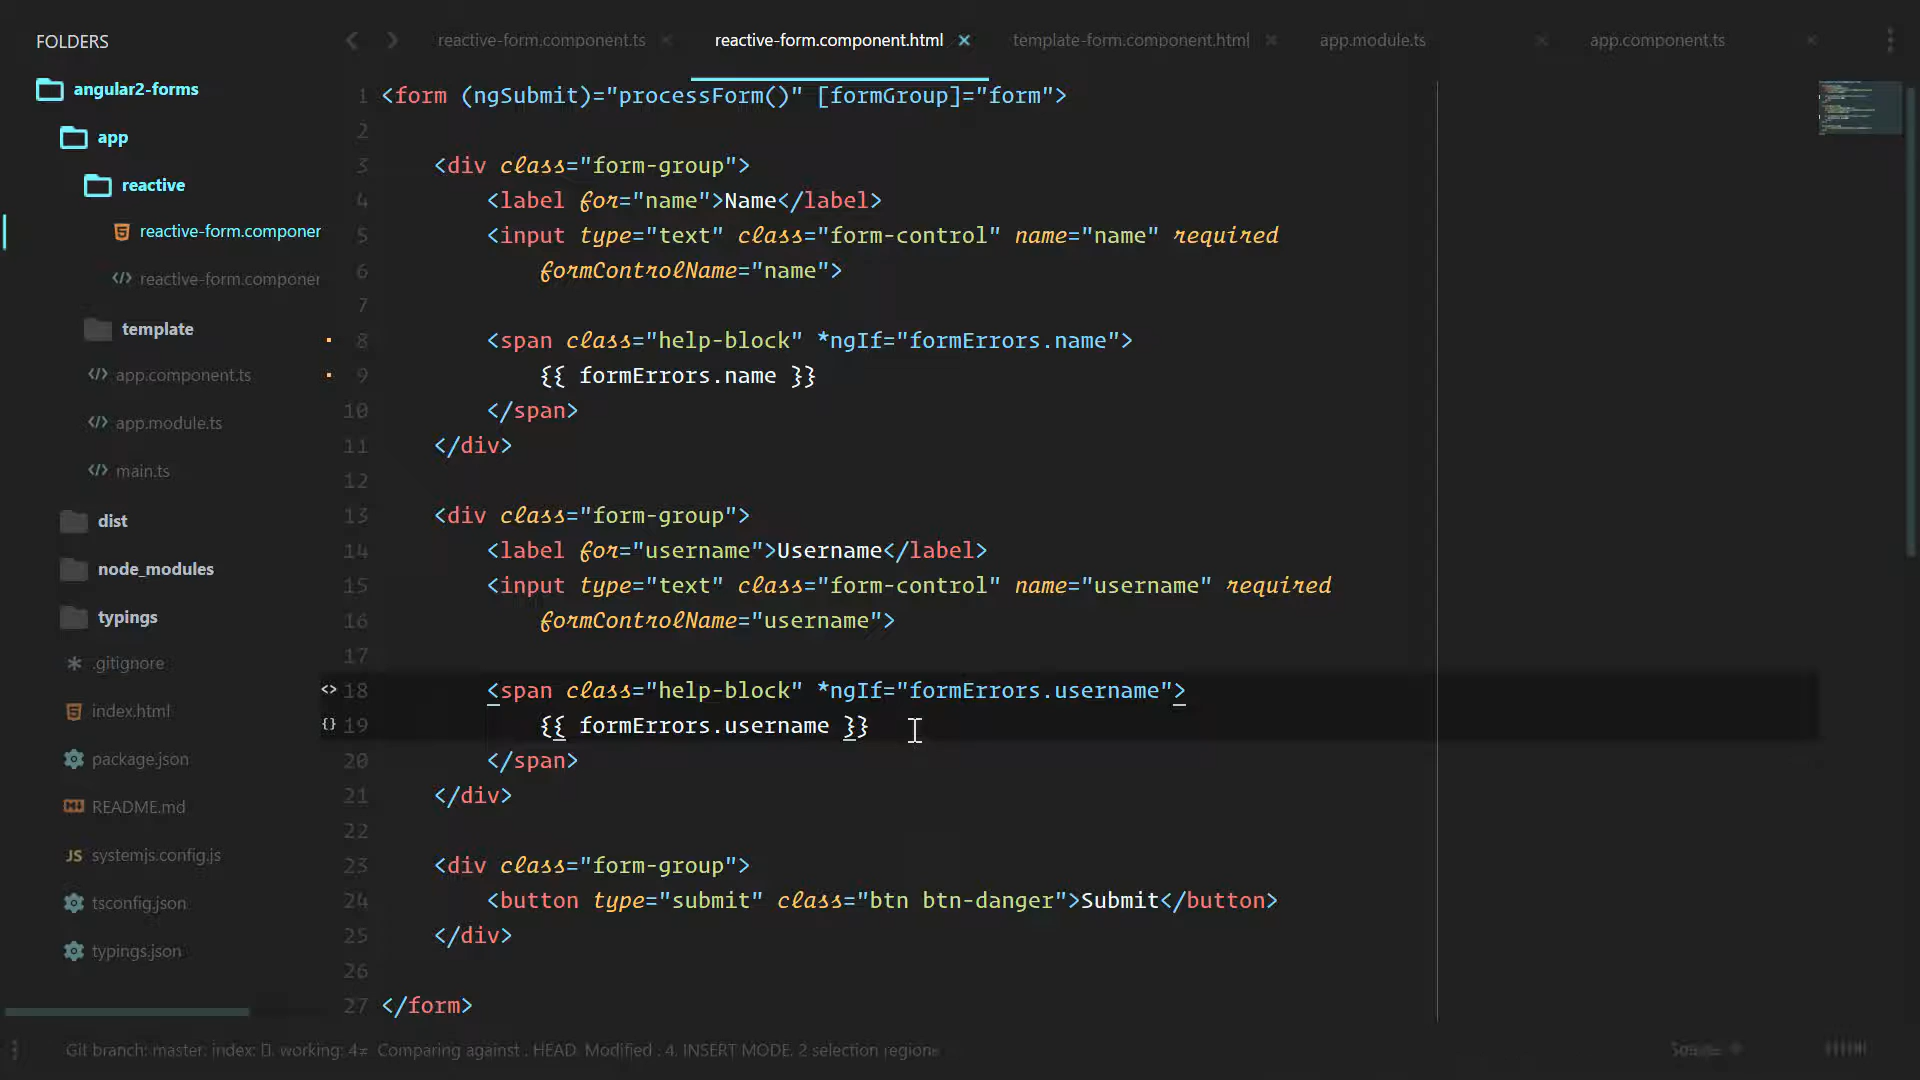 FOLDERS
angular2-forms
app
reactive
reactive-form.componer
reactive-form.componer
template
app.component.ts
app.module.ts
main.ts
dist
node_modules
typings
.gitignore
index.html
package.json
README.md
systemjs.config.js
tsconfig.json
typings.json
reactive-form.component.ts
reactive-form.component.html
template-form.component.html
app.module.ts
app.component.ts
1 <form (ngSubmit)="processForm()" [formGroup]="form">
2
3 <div class="form-group">
4 <label for="name">Name</label>
5 <input type="text" class="form-control" name="name" required
6 formControlName="name">
7
8 <span class="help-block" *ngIf="formErrors.name">
9 {{ formErrors.name }}
10 </span>
11 </div>
12
13 <div class="form-group">
14 <label for="username">Username</label>
15 <input type="text" class="form-control" name="username" required
16 formControlName="username">
17
18 <span class="help-block" *ngIf="formErrors.username">
19 {{ formErrors.username }}
20 </span>
21 </div>
22
23 <div class="form-group">
24 <button type="submit" class="btn btn-danger">Submit</button>
25 </div>
26
27 </form>
Git branch: master, index: working: 4≠ Comparing against . HEAD. Modified . 4, INSERT MODE, 2 selection regions